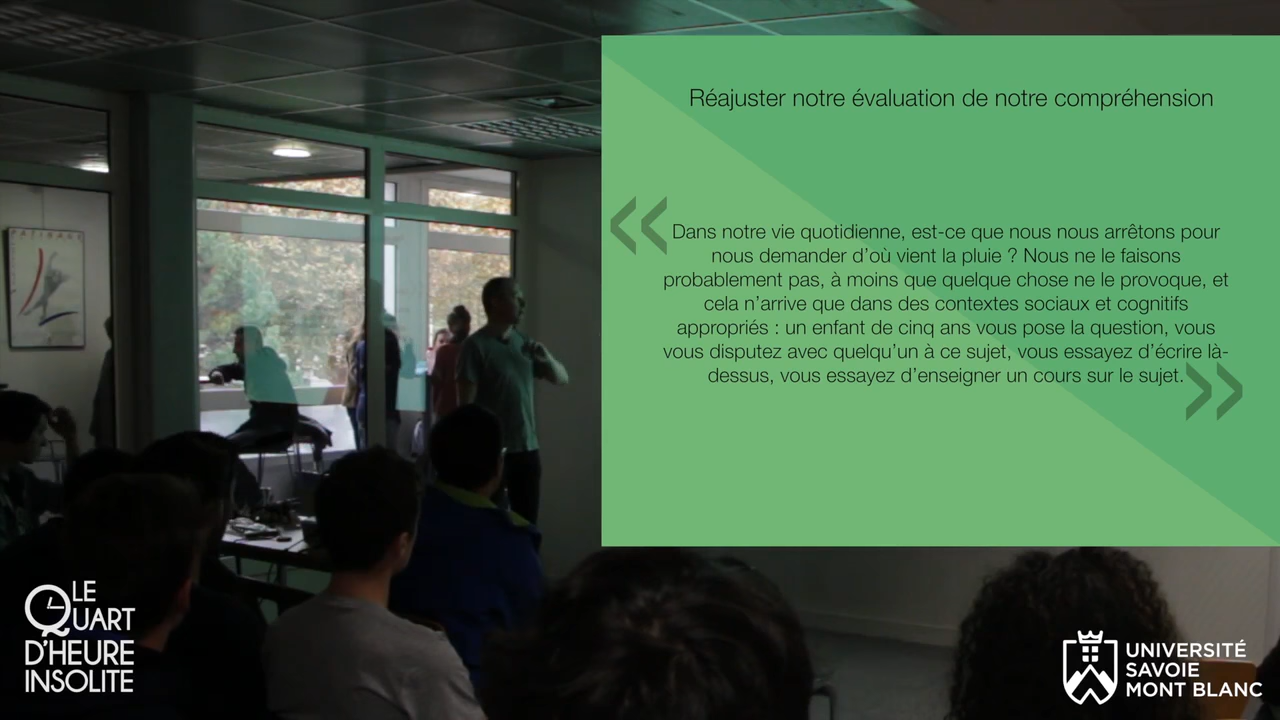 Réajuster notre évaluation de notre compréhension
« Dans notre vie quotidienne, est-ce que nous nous arrêtons pour
nous demander d'où vient la pluie ? Nous ne le faisons
probablement pas, à moins que quelque chose ne le provoque, et
cela n'arrive que dans des contextes sociaux et cognitifs
appropriés : un enfant de cinq ans vous pose la question, vous
vous disputez avec quelqu'un à ce sujet, vous essayez d'écrire là-
dessus, vous essayez d'enseigner un cours sur le sujet. »
PATINAGE
LE
QUART
D'HEURE
INSOLITE
UNIVERSITÉ
SAVOIE
MONT BLANC